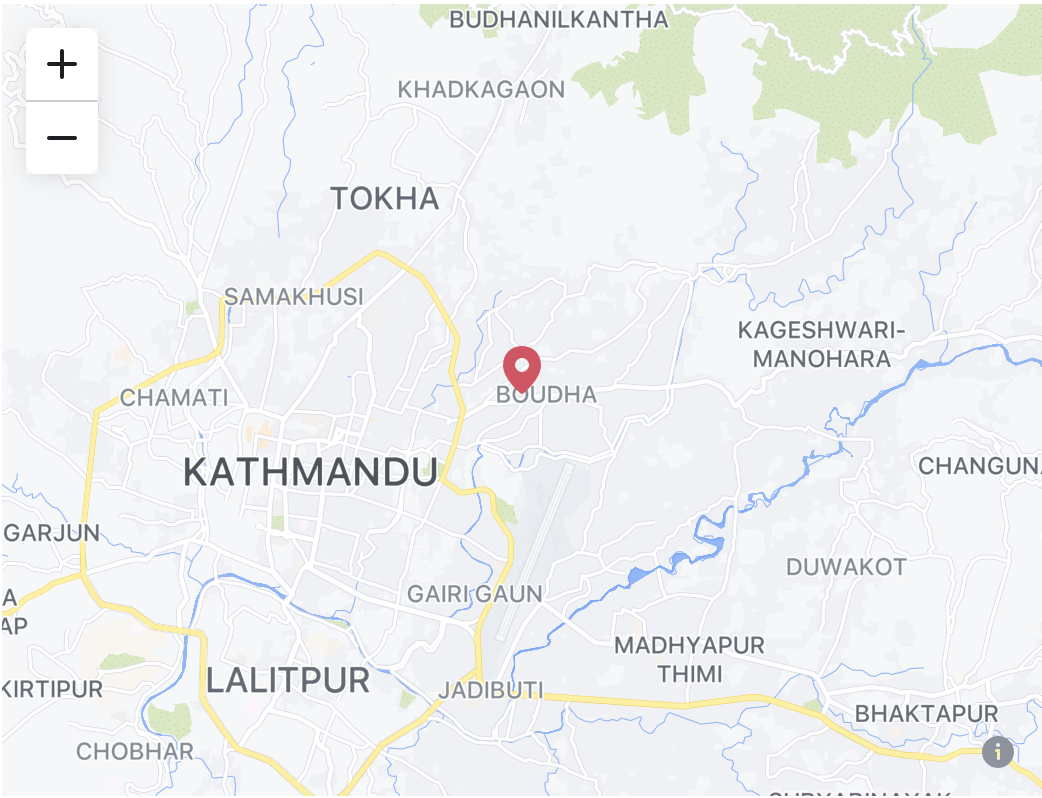 BUDHANILKANTHA
KHADKAGAON
TOKHA
SAMAKHUSI
KAGESHWARI-
MANOHARA
CHAMATI
BOUDHA
KATHMANDU
CHANGUNA
GARJUN
DUWAKOT
GAIRI GAUN
A
AP
MADHYAPUR
THIMI
LALITPUR
KIRTIPUR
JADIBUTI
BHAKTAPUR
CHOBHAR
i